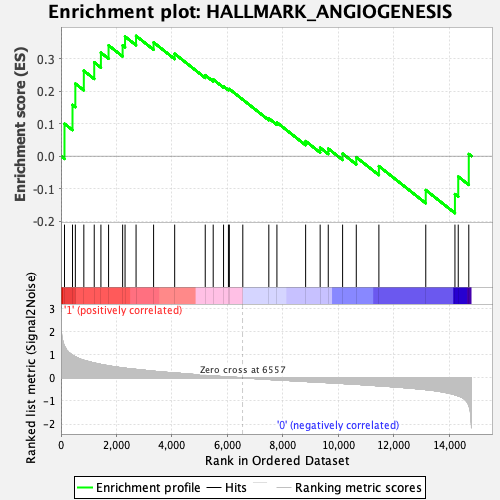 Enrichment plot: HALLMARK_ANGIOGENESIS
Enrichment score (ES)
0.3
0.2
0.1
0.0
-0.1
-0.2
'1' (positively correlated)
Ranked list metric (Signal2Noise)
3
2
1
0
-1
-2
Zero cross at 6557
'0' (negatively correlated)
0 2,000 4,000 6,000 8,000 10,000 12,000 14,000
Rank in Ordered Dataset
Enrichment profile Hits Ranking metric scores